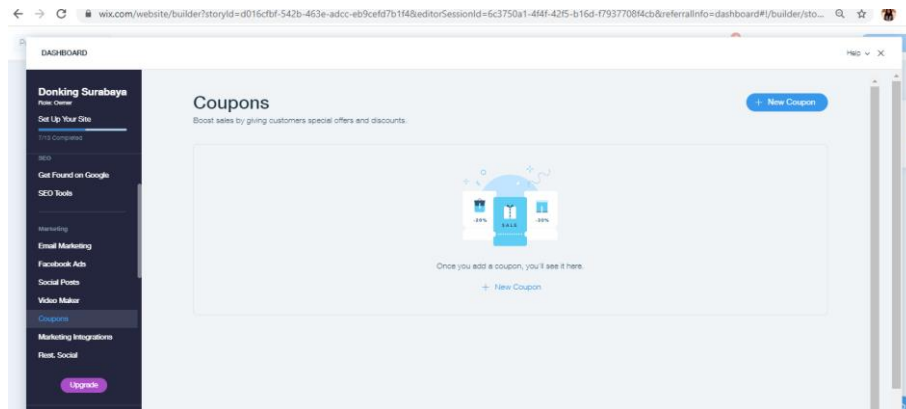 wix.com/website/builder?storyId=d016cfbf-542b-463e-adcc-eb9cefd7b1f4&editorSessionId=6c3750a1-4f4f-42f5-b16d-f7937708f4cb&referralInfo=dashboard#!/builder/sto...
DASHBOARD
Help
Donking Surabaya
Role: Owner
Set Up Your Site
7/13 Completed
SEO
Get Found on Google
SEO Tools
Marketing
Email Marketing
Facebook Ads
Social Posts
Video Maker
Coupons
Marketing Integrations
Rest. Social
Upgrade
Coupons
Boost sales by giving customers special offers and discounts.
+ New Coupon
SALE
Once you add a coupon, you'll see it here.
+ New Coupon